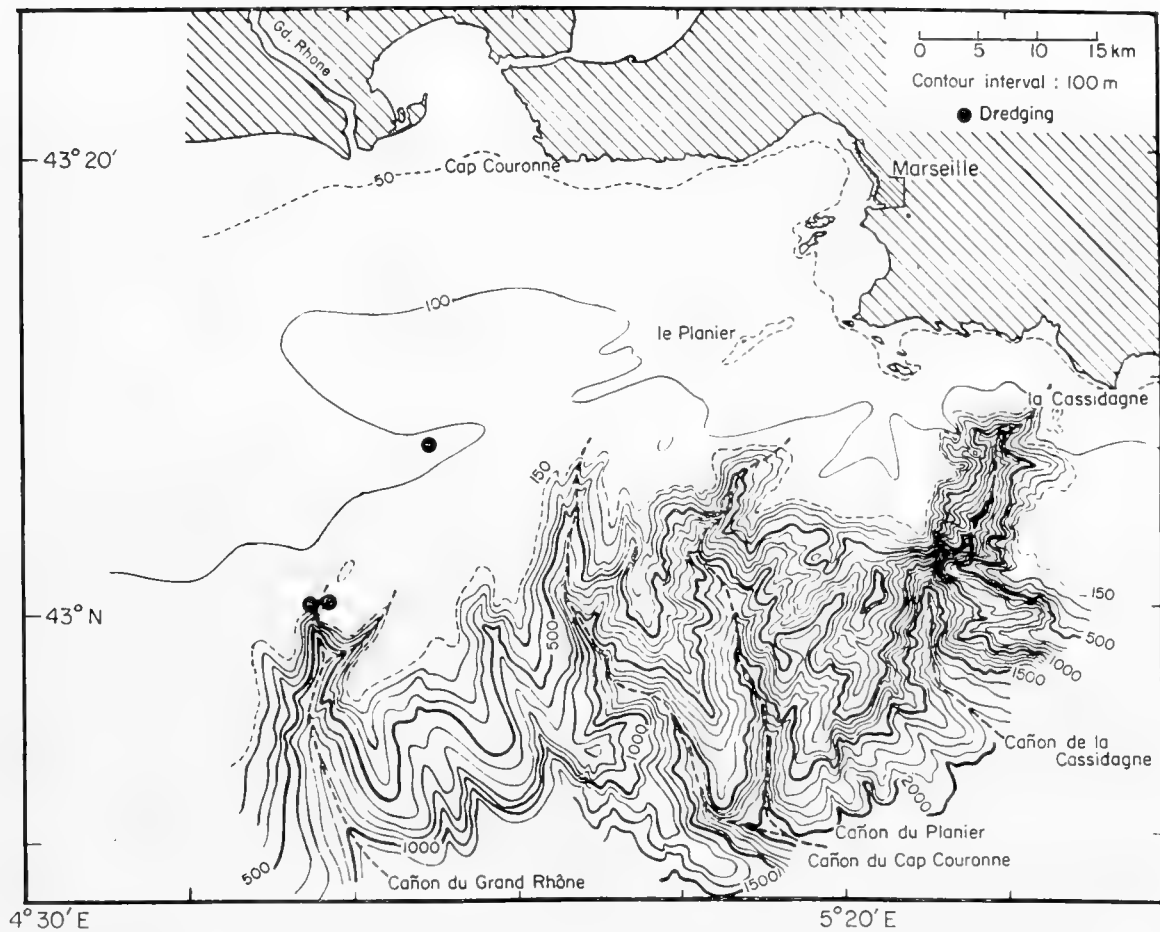 Gd. Rhone
0 5 10 15 km
Contour interval : 100 m
Dredging
43° 20'
50
Cap Couronne
Marseille
100
le Planier
la Cassidagne
150
43° N
500
150
500
1000
1500
1000
2000
Cañon de la
Cassidagne
Cañon du Planier
Cañon du Cap Couronne
1000
500
Cañon du Grand Rhône
1500
4° 30' E
5° 20' E